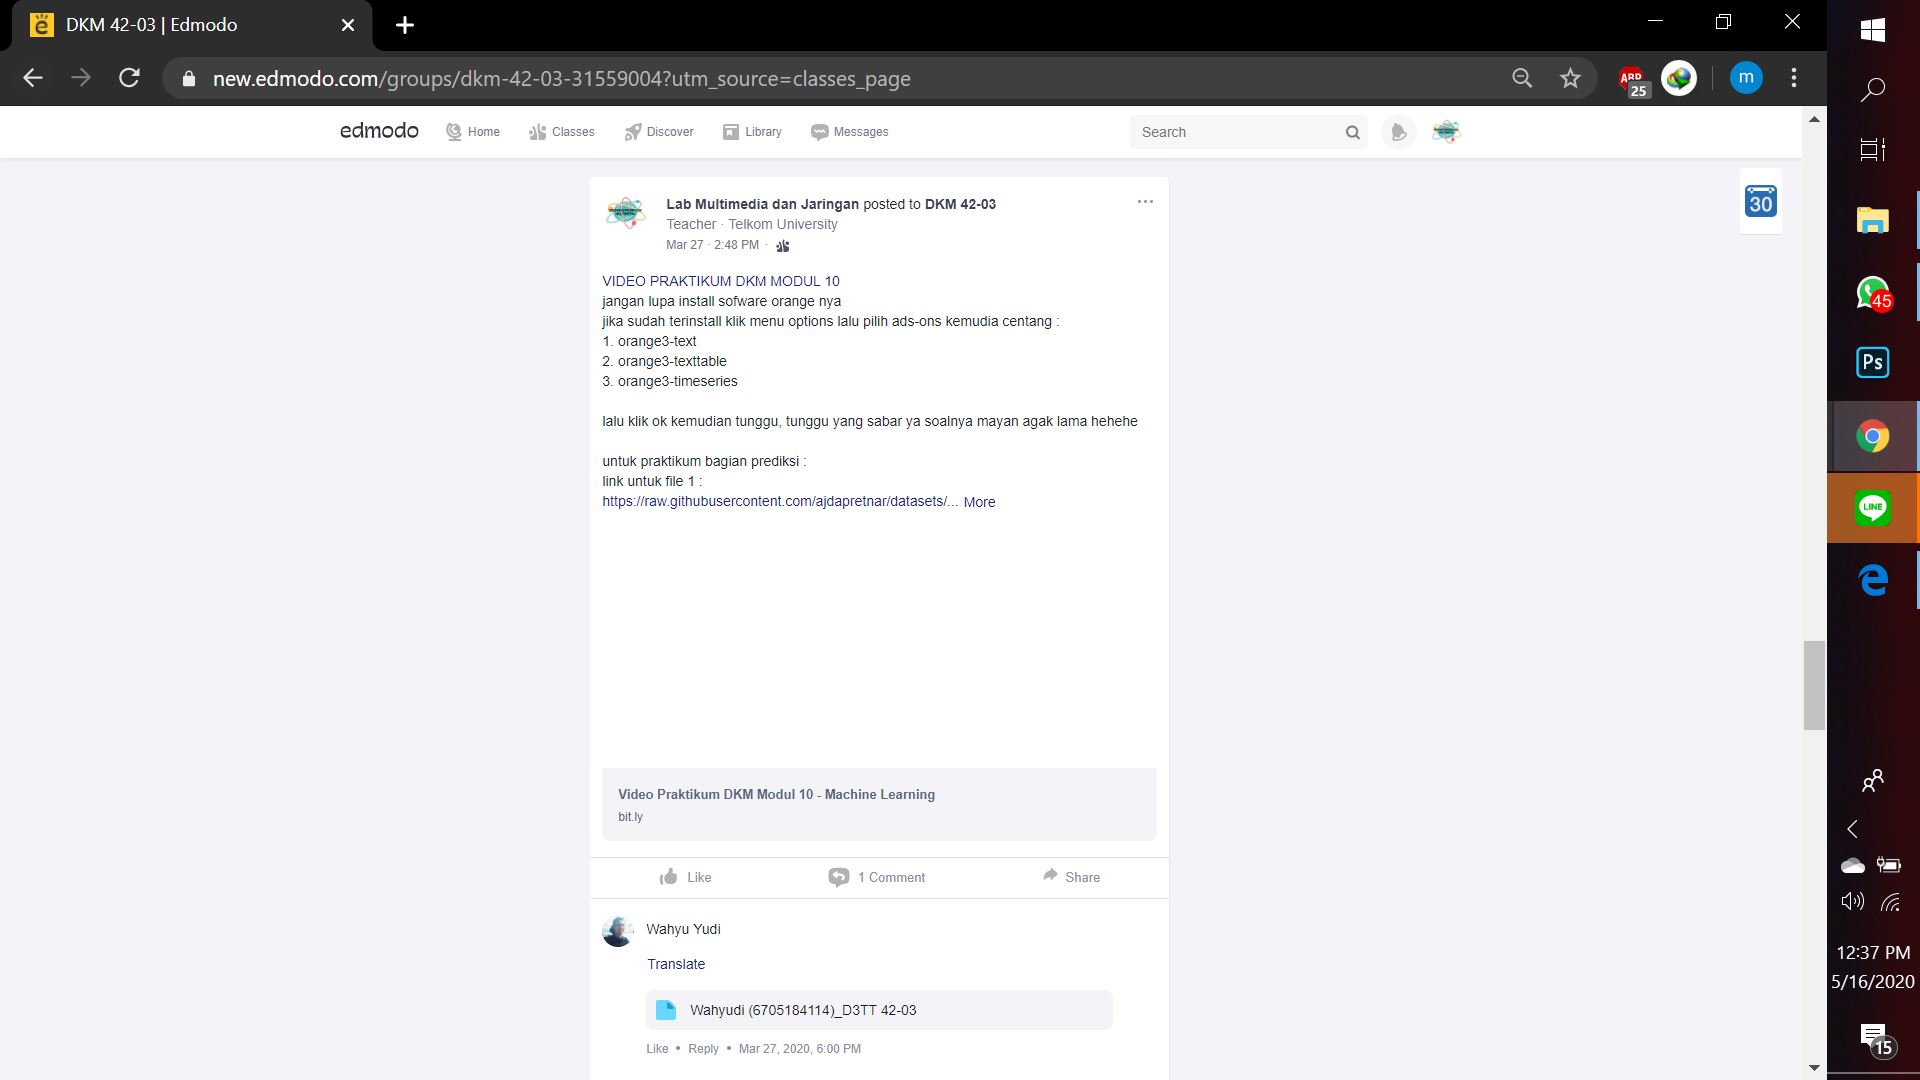 DKM 42-03 | Edmodo
new.edmodo.com/groups/dkm-42-03-31559004?utm_source=classes_page
ABP
25
m
edmodo
Home
Classes
Discover
Library
Messages
Search
30
Lab Multimedia dan Jaringan posted to DKM 42-03
Teacher · Telkom University
Mar 27 · 2:48 PM ·
VIDEO PRAKTIKUM DKM MODUL 10
jangan lupa install sofware orange nya
jika sudah terinstall klik menu options lalu pilih ads-ons kemudia centang :
1. orange3-text
2. orange3-texttable
3. orange3-timeseries
lalu klik ok kemudian tunggu, tunggu yang sabar ya soalnya mayan agak lama hehehe
untuk praktikum bagian prediksi :
link untuk file 1 :
https://raw.githubusercontent.com/ajdapretnar/datasets/... More
Video Praktikum DKM Modul 10 - Machine Learning
bit.ly
Like
1 Comment
Share
Wahyu Yudi
Translate
Wahyudi (6705184114)_D3TT 42-03
Like • Reply • Mar 27, 2020, 6:00 PM
45
Ps
LINE
12:37 PM
5/16/2020
15